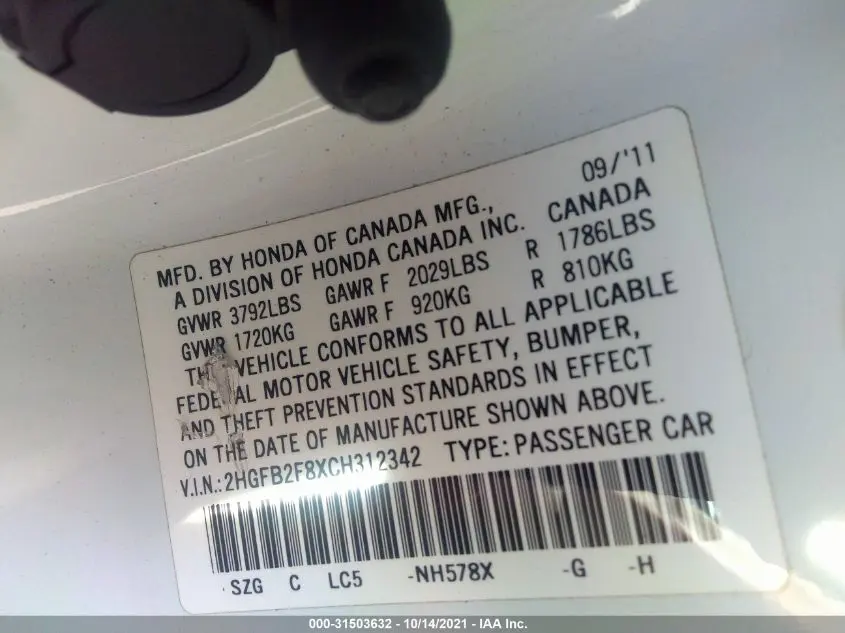 09/'11
MFD. BY HONDA OF CANADA MFG.,
A DIVISION OF HONDA CANADA INC. CANADA
GVWR 3792LBS GAWR F 2029LBS R 1786LBS
GVWR 1720KG GAWR F 920KG R 810KG
VEHICLE CONFORMS TO ALL APPLICABLE
MOTOR VEHICLE SAFETY, BUMPER,
AND THEFT PREVENTION STANDARDS IN EFFECT
ON THE DATE OF MANUFACTURE SHOWN ABOVE.
V.I.N.: 2HGFB2F8XCH312342 TYPE: PASSENGER CAR
SZG C LC5 -NH578X -G -H
000-31503632 - 10/14/2021 - IAA Inc.